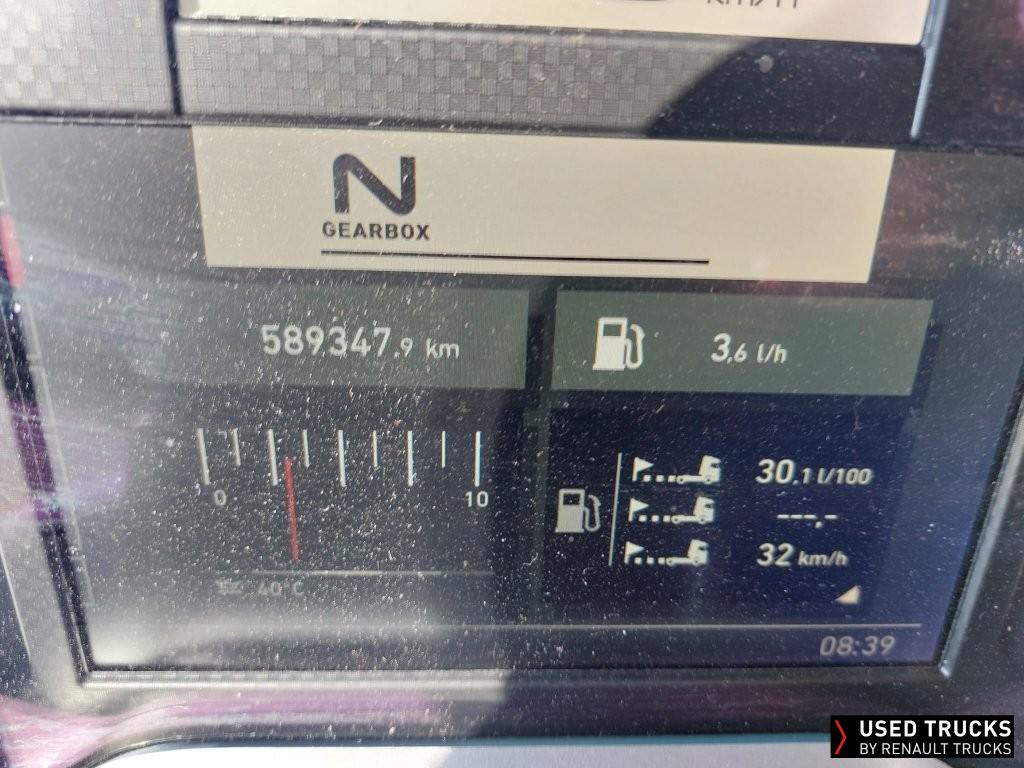 N
GEARBOX
589347.9 km
3,6 l/h
0
10
30.1 l/100
---,-
32 km/h
40°C
08:39
USED TRUCKS
BY RENAULT TRUCKS